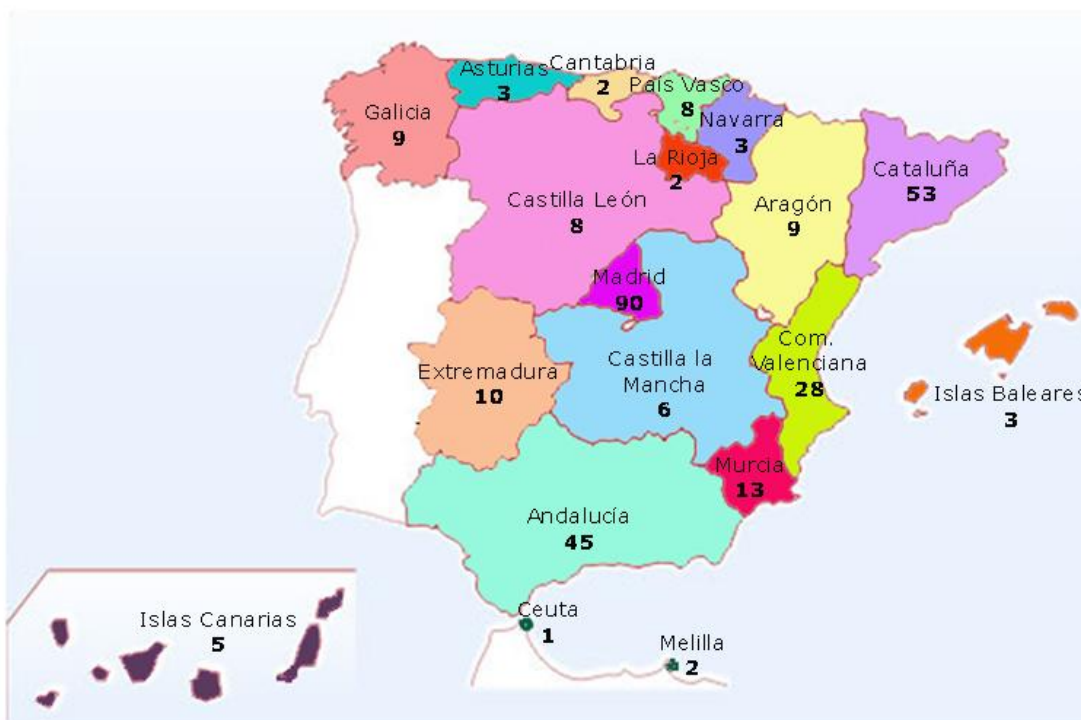 Cantabria
2
Asturias
3
País Vasco
8
Galicia
9
Navarra
3
La Rioja
2
Cataluña
53
Castilla León
8
Aragón
9
Madrid
90
Com.
Valenciana
28
Extremadura
10
Castilla la
Mancha
6
Islas Baleares
3
Murcia
13
Andalucía
45
Islas Canarias
5
Ceuta
1
Melilla
2